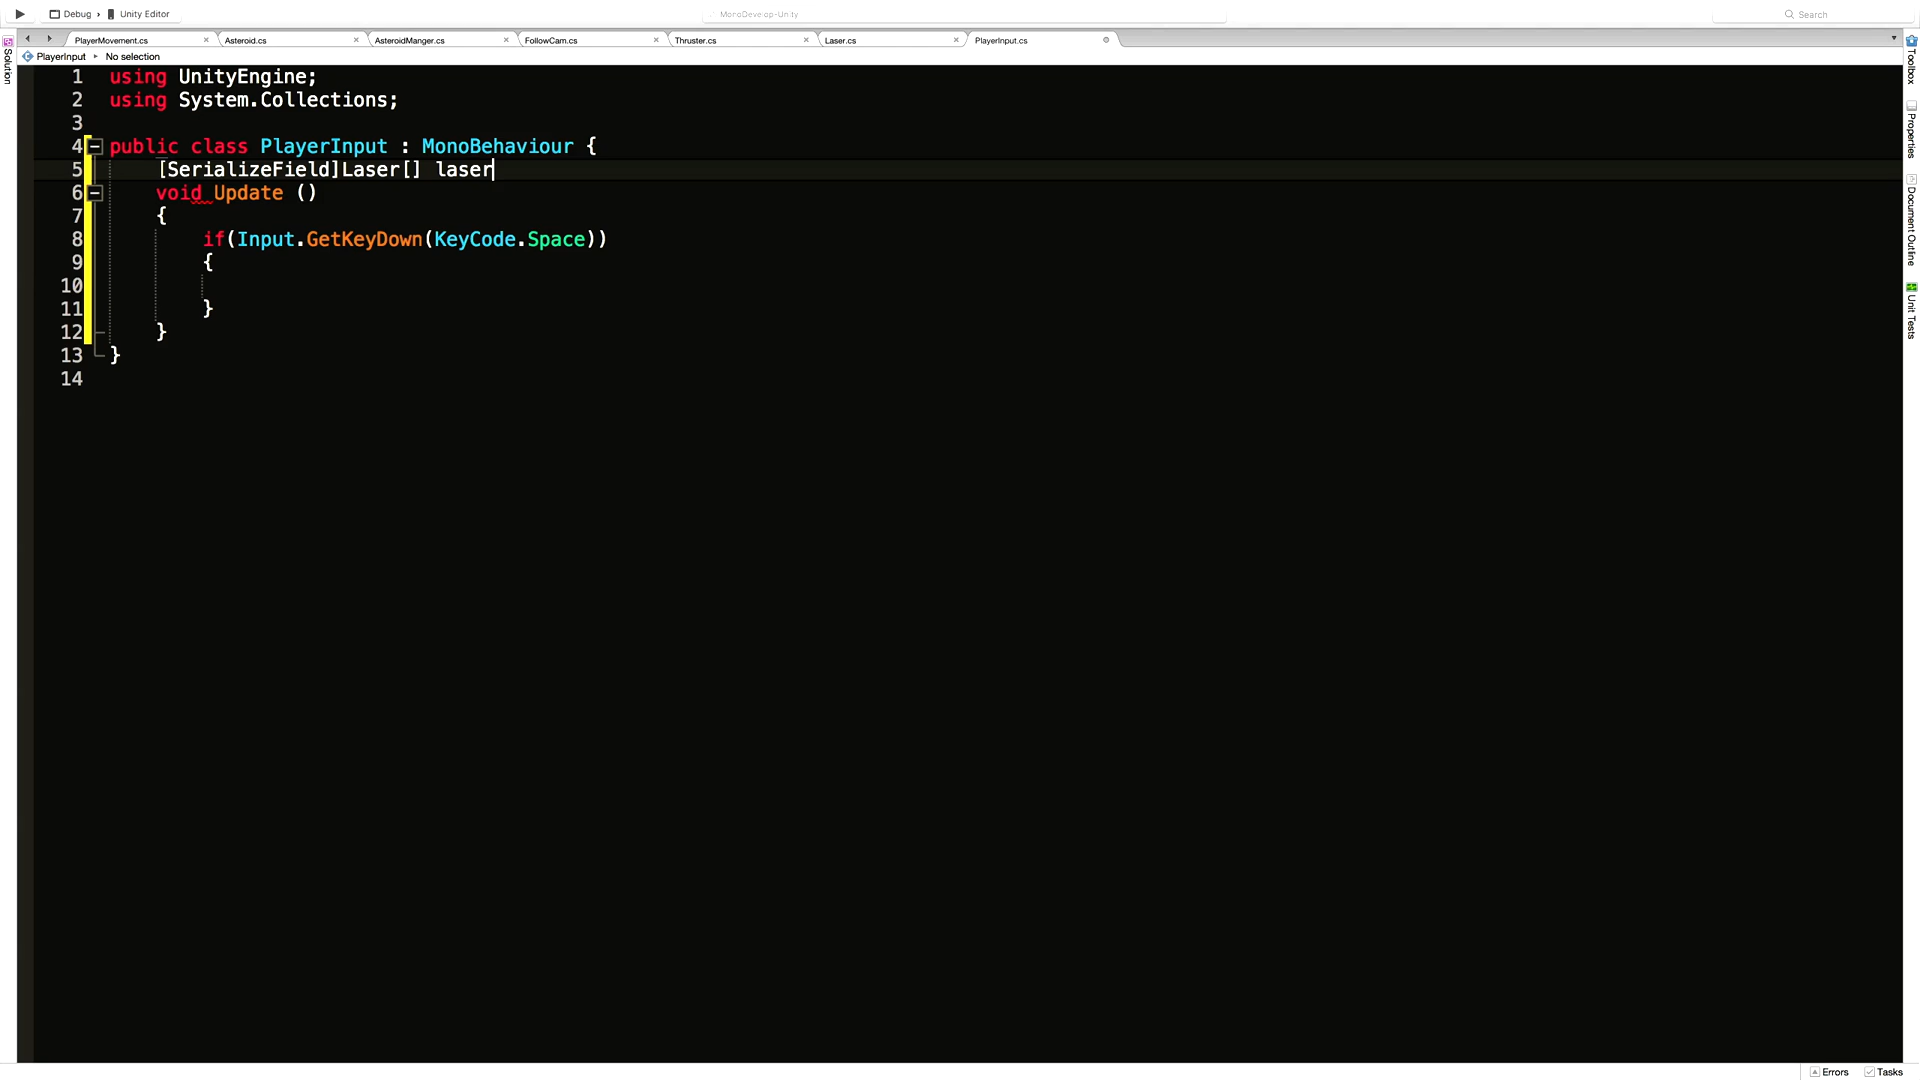 Debug › Unity Editor
MonoDevelop-Unity
Search
PlayerMovement.cs
Asteroid.cs
AsteroidManger.cs
FollowCam.cs
Thruster.cs
Laser.cs
PlayerInput.cs
PlayerInput ▸ No selection
Solution
Toolbox
Properties
Document Outline
Unit Tests
1 using UnityEngine;
2 using System.Collections;
3
4 public class PlayerInput : MonoBehaviour {
5 [SerializeField]Laser[] laser
6 void Update ()
7 {
8 if(Input.GetKeyDown(KeyCode.Space))
9 {
10
11 }
12 }
13 }
14
Errors
Tasks